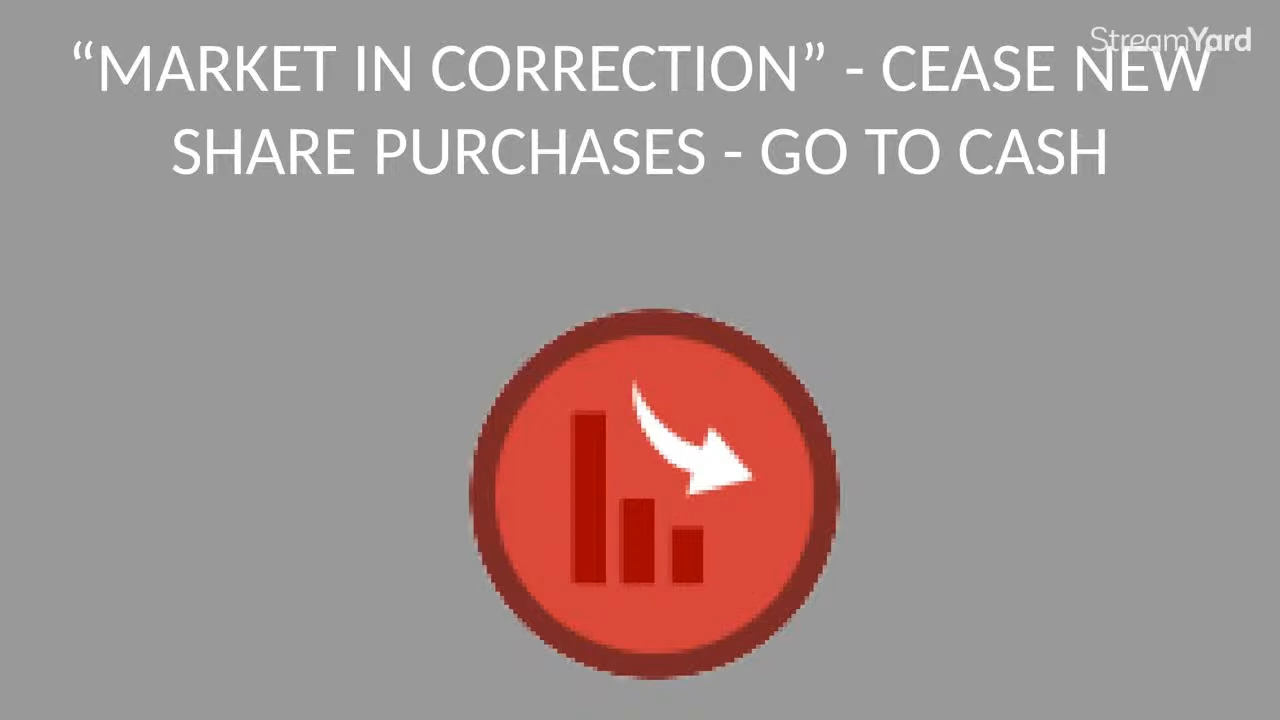 StreamYard
“MARKET IN CORRECTION” - CEASE NEW
SHARE PURCHASES - GO TO CASH